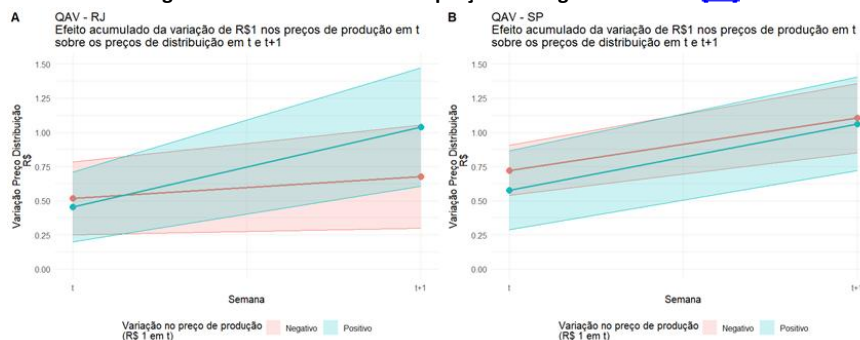 A
QAV - RJ
Efeito acumulado da variação de R$1 nos preços de produção em t
sobre os preços de distribuição em t e t+1
Variação Preço Distribuição
R$
1.50
1.25
1.00
0.75
0.50
0.25
0.00
t
t+1
Semana
Variação no preço de produção
(R$ 1 em t)
Negativo
Positivo
B
QAV - SP
Efeito acumulado da variação de R$1 nos preços de produção em t
sobre os preços de distribuição em t e t+1
Variação Preço Distribuição
R$
1.50
1.25
1.00
0.75
0.50
0.25
0.00
t
t+1
Semana
Variação no preço de produção
(R$ 1 em t)
Negativo
Positivo